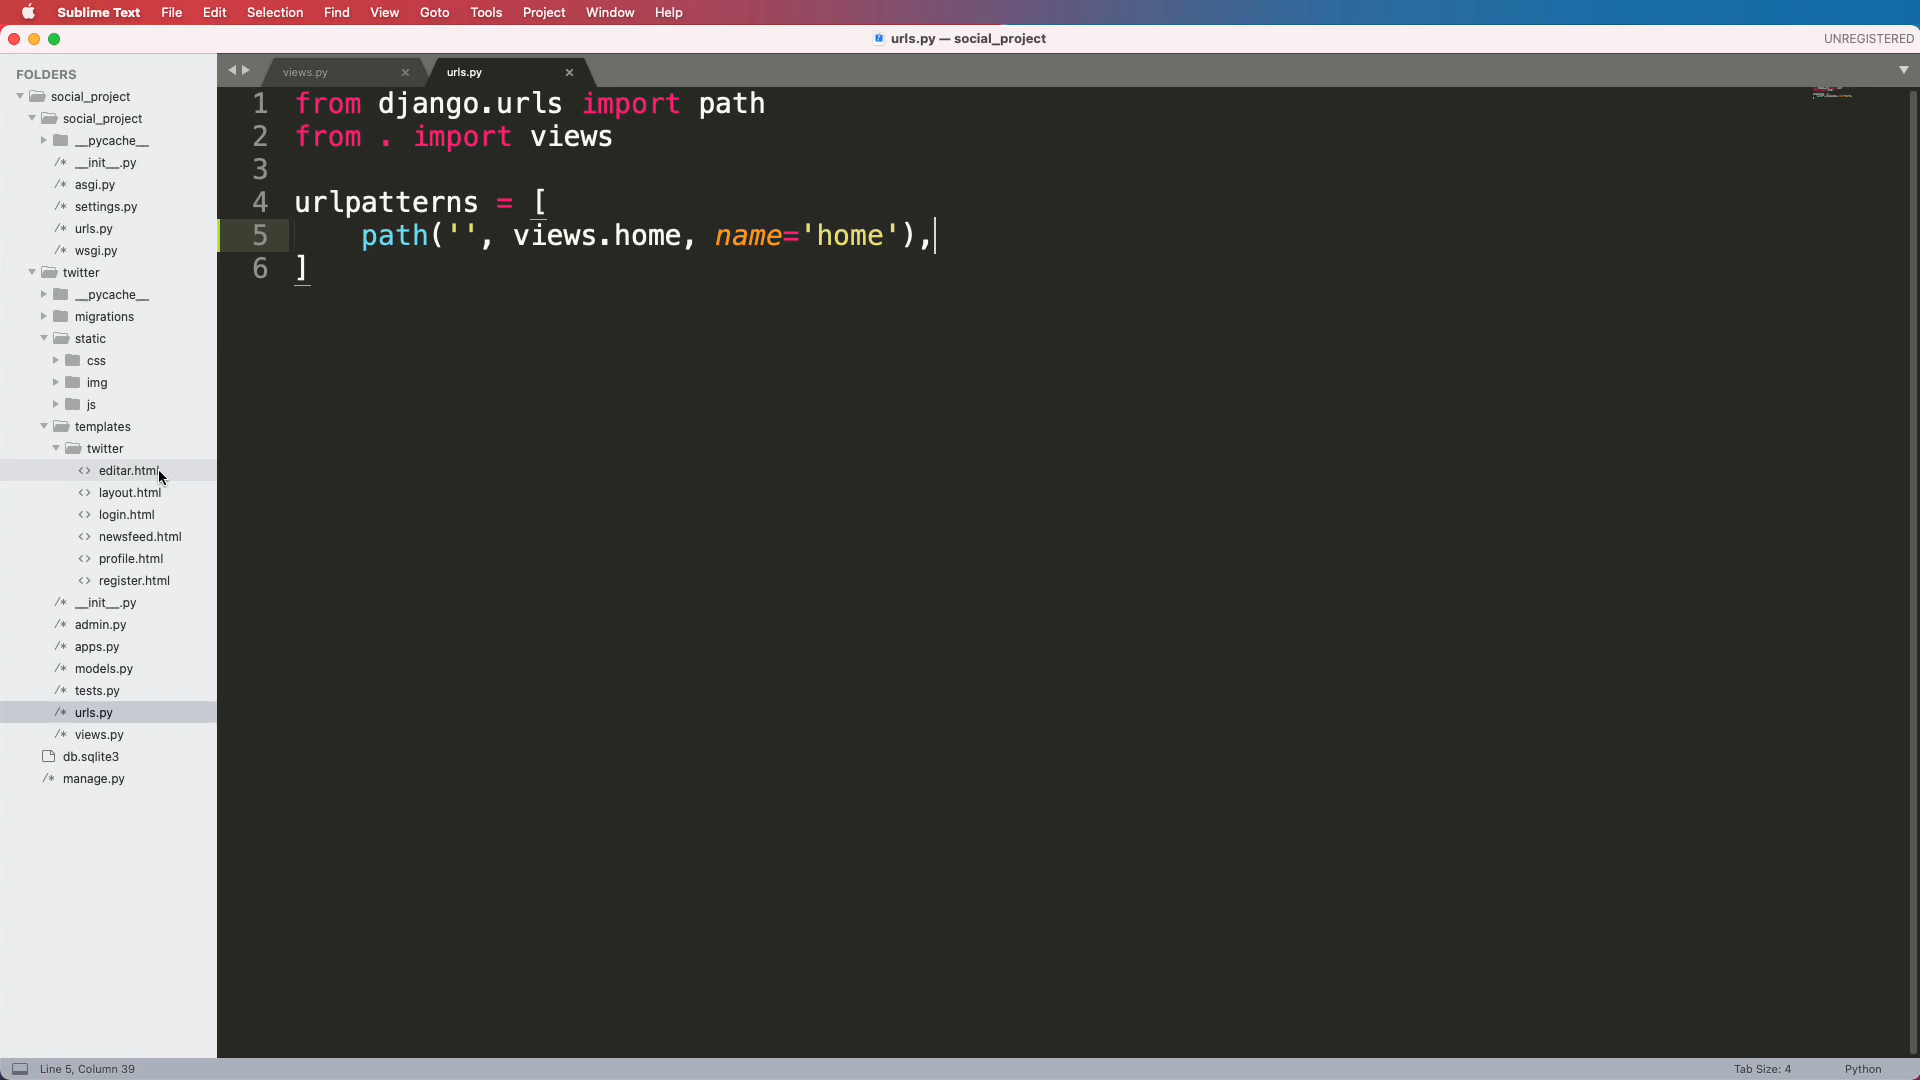 Sublime Text File Edit Selection Find View Goto Tools Project Window Help
urls.py — social_project
UNREGISTERED
FOLDERS
social_project
social_project
__pycache__
/* __init__.py
/* asgi.py
/* settings.py
/* urls.py
/* wsgi.py
twitter
__pycache__
migrations
static
css
img
js
templates
twitter
<> editar.html
<> layout.html
<> login.html
<> newsfeed.html
<> profile.html
<> register.html
/* __init__.py
/* admin.py
/* apps.py
/* models.py
/* tests.py
/* urls.py
/* views.py
db.sqlite3
/* manage.py
views.py × urls.py ×
1 from django.urls import path
2 from . import views
3
4 urlpatterns = [
5     path('', views.home, name='home'),
6 ]
Line 5, Column 39
Tab Size: 4
Python